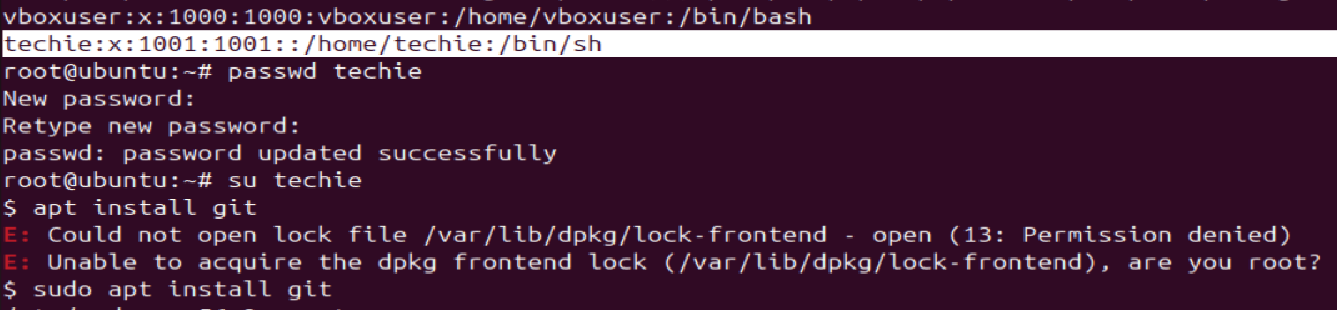 vboxuser:x:1000:1000:vboxuser:/home/vboxuser:/bin/bash
techie:x:1001:1001::/home/techie:/bin/sh
root@ubuntu:~# passwd techie
New password:
Retype new password:
passwd: password updated successfully
root@ubuntu:~# su techie
$ apt install git
E: Could not open lock file /var/lib/dpkg/lock-frontend - open (13: Permission denied)
E: Unable to acquire the dpkg frontend lock (/var/lib/dpkg/lock-frontend), are you root?
$ sudo apt install git